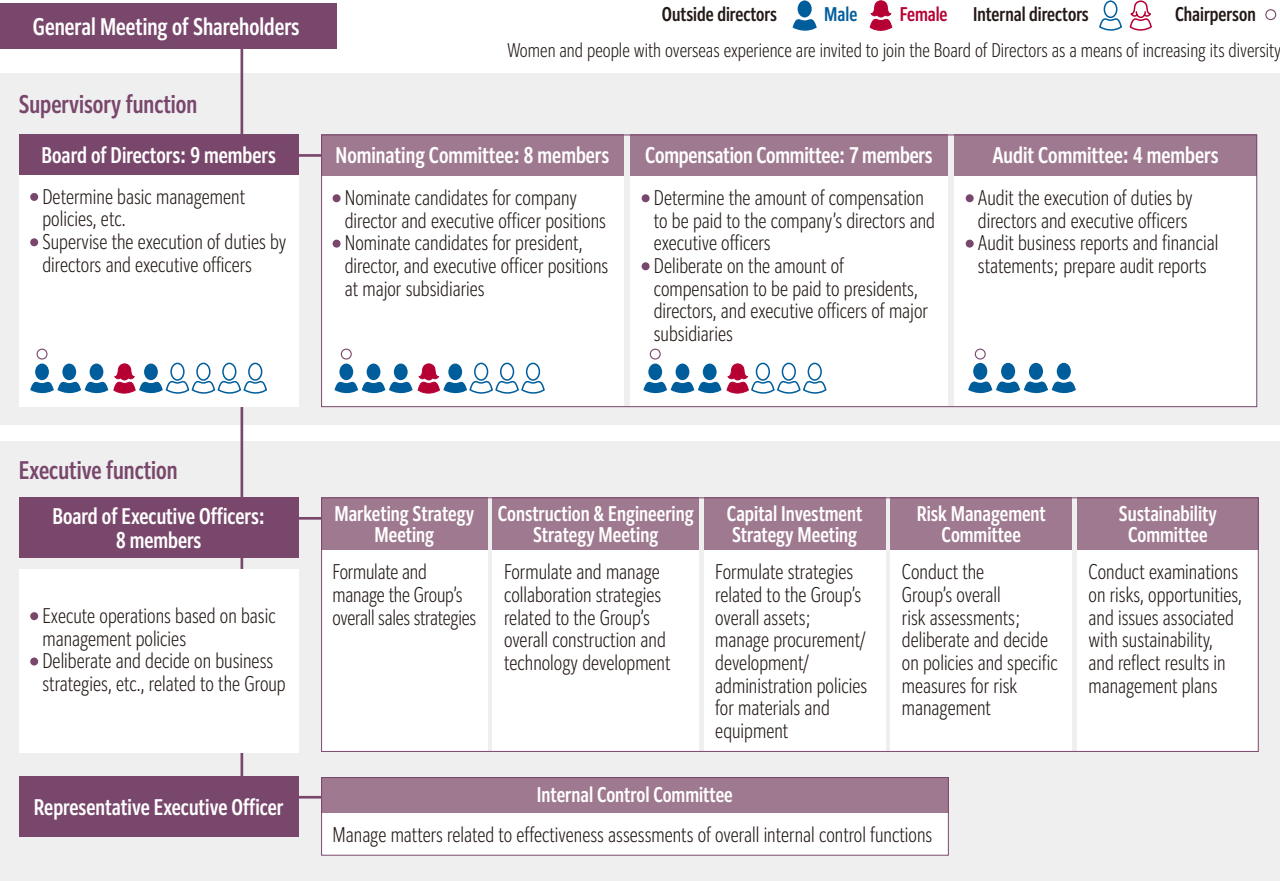 General Meeting of Shareholders
Outside directors Male Female Internal directors Chairperson
Women and people with overseas experience are invited to join the Board of Directors as a means of increasing its diversity
Supervisory function
Board of Directors: 9 members
• Determine basic management
policies, etc.
• Supervise the execution of duties by
directors and executive officers
Nominating Committee: 8 members
• Nominate candidates for company
director and executive officer positions
• Nominate candidates for president,
director, and executive officer positions
at major subsidiaries
Compensation Committee: 7 members
• Determine the amount of compensation
to be paid to the company's directors and
executive officers
• Deliberate on the amount of
compensation to be paid to presidents,
directors, and executive officers of major
subsidiaries
Audit Committee: 4 members
• Audit the execution of duties by
directors and executive officers
• Audit business reports and financial
statements; prepare audit reports
Executive function
Board of Executive Officers:
8 members
• Execute operations based on basic
management policies
• Deliberate and decide on business
strategies, etc., related to the Group
Marketing Strategy
Meeting
Formulate and
manage the Group's
overall sales strategies
Construction & Engineering
Strategy Meeting
Formulate and manage
collaboration strategies
related to the Group's
overall construction and
technology development
Capital Investment
Strategy Meeting
Formulate strategies
related to the Group's
overall assets;
manage procurement/
development/
administration policies
for materials and
equipment
Risk Management
Committee
Conduct the
Group's overall
risk assessments;
deliberate and decide
on policies and specific
measures for risk
management
Sustainability
Committee
Conduct examinations
on risks, opportunities,
and issues associated
with sustainability,
and reflect results in
management plans
Representative Executive Officer
Internal Control Committee
Manage matters related to effectiveness assessments of overall internal control functions